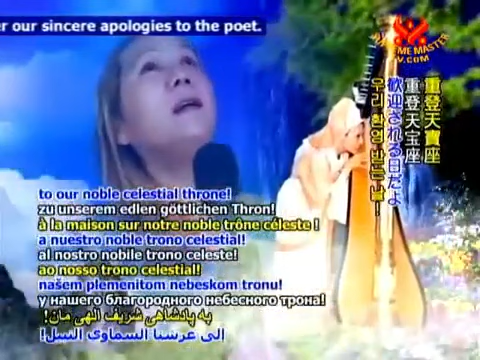 er our sincere apologies to the poet.
SUPREME MASTER
TV.COM
重登天寶座
重登天宝座
歓迎される日だよ
우리 환영 받는 날!
to our noble celestial throne!
zu unserem edlen göttlichen Thron!
à la maison sur notre noble trône céleste !
a nuestro noble trono celestial!
al nostro nobile trono celeste!
ao nosso trono celestial!
našem plemenitom nebeskom tronu!
у нашего благородного небесного трона!
به پادشاهی شریف الهی مان!
إلى عرشنا السماوي النبيل!